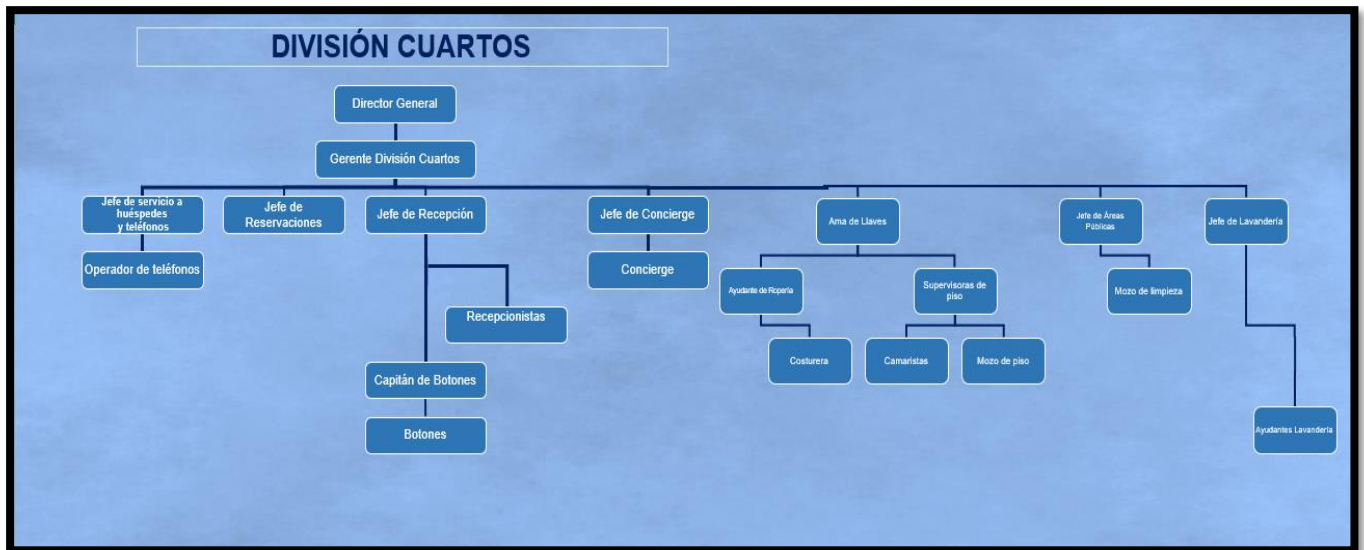 DIVISIÓN CUARTOS
Director General
Gerente División Cuartos
Jefe de servicio a
huéspedes
y teléfonos
Jefe de
Reservaciones
Jefe de Recepción
Jefe de Concierge
Ama de Llaves
Jefe de Áreas
Públicas
Jefe de Lavandería
Operador de teléfonos
Concierge
Ayudante de Ropería
Supervisoras de
piso
Mozo de limpieza
Recepcionistas
Costurera
Camaristas
Mozo de piso
Capitán de Botones
Botones
Ayudantes Lavandería